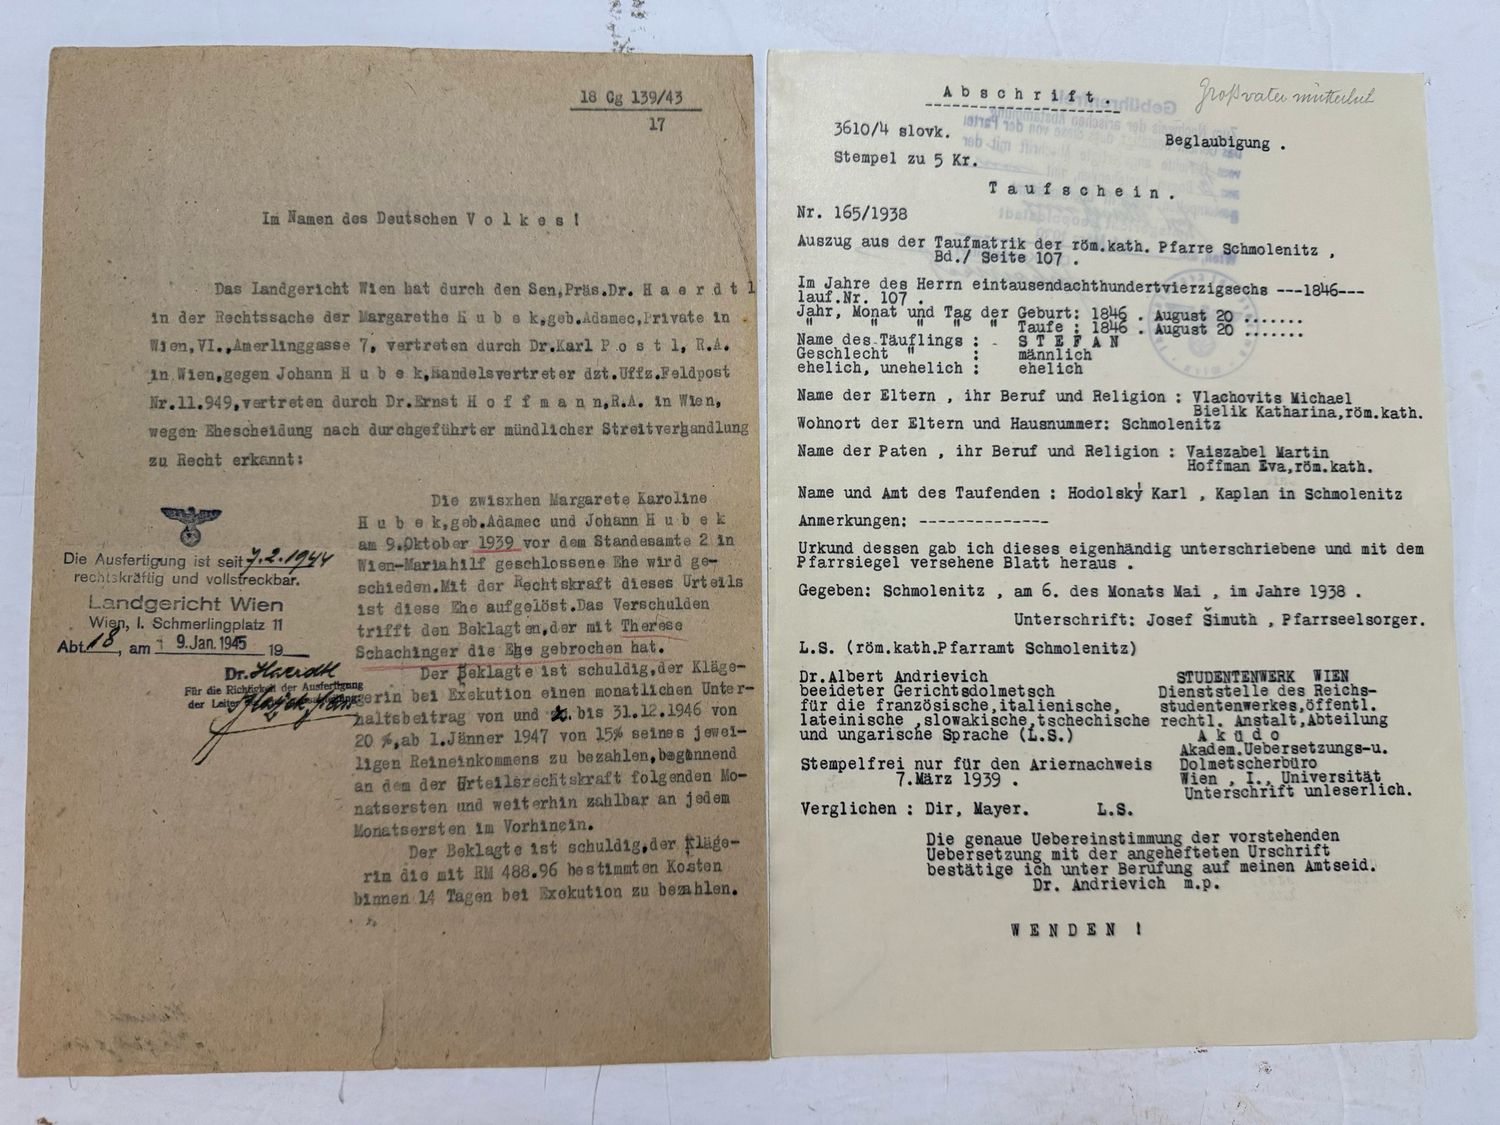 18 Cg 139/43
17
Im Namen des Deutschen V o l k e s !
Das Landgericht Wien hat durch den Sen,Präs.Dr. H a e r d t l
in der Rechtssache der Margarethe H u b e k,geb.Adamec,Private in
Wien,VI.,Amerlinggasse 7, vertreten durch Dr.Karl P o s t l, R.A.
in Wien,gegen Johann H u b e k,Handelsvertreter dzt.Uffz.Feldpost
Nr.11.949,vertreten durch Dr.Ernst H o f f m a n n,R.A. in Wien,
wegen Ehescheidung nach durchgeführter mündlicher Streitverhandlung
zu Recht erkannt:
Die zwisxhen Margarete Karoline
H u b e k,geb.Adamec und Johann H u b e k
am 9.Oktober 1939 vor dem Standesamte 2 in
Wien-Mariahilf geschlossene Ehe wird ge-
schieden.Mit der Rechtskraft dieses Urteils
ist diese Ehe aufgelöst.Das Verschulden
trifft den Beklagten,der mit Therese
Schachinger die Ehe gebrochen hat.
Der Beklagte ist schuldig,der Kläge-
rin bei Exekution einen monatlichen Unter-
haltsbeitrag von und zw. bis 31.12.1946 von
20 %,ab 1.Jänner 1947 von 15% seines jewei-
ligen Reineinkommens zu bezahlen,beginnend
an dem der Urteilsrechtskraft folgenden Mo-
natsersten und weiterhin zahlbar an jedem
Monatsersten im Vorhinein.
Der Beklagte ist schuldig,der Kläge-
rin die mit RM 488.96 bestimmten Kosten
binnen 14 Tagen bei Exekution zu bezahlen.
Die Ausfertigung ist seit 7.2.1944
rechtskräftig und vollstreckbar.
Landgericht Wien
Wien, I. Schmerlingplatz 11
Abt. 18, am - 9. Jan. 1945 19
Dr. Haerdtl
Für die Richtigkeit der Ausfertigung
der Leiter
Abschrift.
Großvater mütterlich
3610/4 slovk.
Beglaubigung .
Stempel zu 5 Kr.
T a u f s c h e i n .
Nr. 165/1938
Auszug aus der Taufmatrik der röm.kath. Pfarre Schmolenitz ,
Bd./ Seite 107 .
Im Jahre des Herrn eintausendachthundertvierzigsechs ---1846---
lauf.Nr. 107 .
Jahr, Monat und Tag der Geburt: 1846 . August 20 .......
" " " " " Taufe : 1846 . August 20 .......
Name des Täuflings : - S T E F A N
Geschlecht " : männlich
ehelich, unehelich : ehelich
Name der Eltern , ihr Beruf und Religion : Vlachovits Michael
Bielik Katharina,röm.kath.
Wohnort der Eltern und Hausnummer: Schmolenitz
Name der Paten , ihr Beruf und Religion : Vaiszabel Martin
Hoffman Eva,röm.kath.
Name und Amt des Taufenden : Hodolský Karl , Kaplan in Schmolenitz
Anmerkungen: --------------
Urkund dessen gab ich dieses eigenhändig unterschriebene und mit dem
Pfarrsiegel versehene Blatt heraus .
Gegeben: Schmolenitz , am 6. des Monats Mai , im Jahre 1938 .
Unterschrift: Josef Šimuth , Pfarrseelsorger.
L.S. (röm.kath.Pfarramt Schmolenitz)
Dr.Albert Andrievich
beeideter Gerichtsdolmetsch
für die französische,italienische,
lateinische ,slowakische,tschechische
und ungarische Sprache (L.S.)
Stempelfrei nur für den Ariernachweis
7.März 1939 .
STUDENTENWERK WIEN
Dienststelle des Reichs-
studentenwerkes,öffentl.
rechtl. Anstalt,Abteilung
A k ü d o
Akadem.Uebersetzungs-u.
Dolmetscherbüro
Wien , I., Universität
Unterschrift unleserlich.
Verglichen : Dir, Mayer. L.S.
Die genaue Uebereinstimmung der vorstehenden
Uebersetzung mit der angehefteten Urschrift
bestätige ich unter Berufung auf meinen Amtseid.
Dr. Andrievich m.p.
W E N D E N !